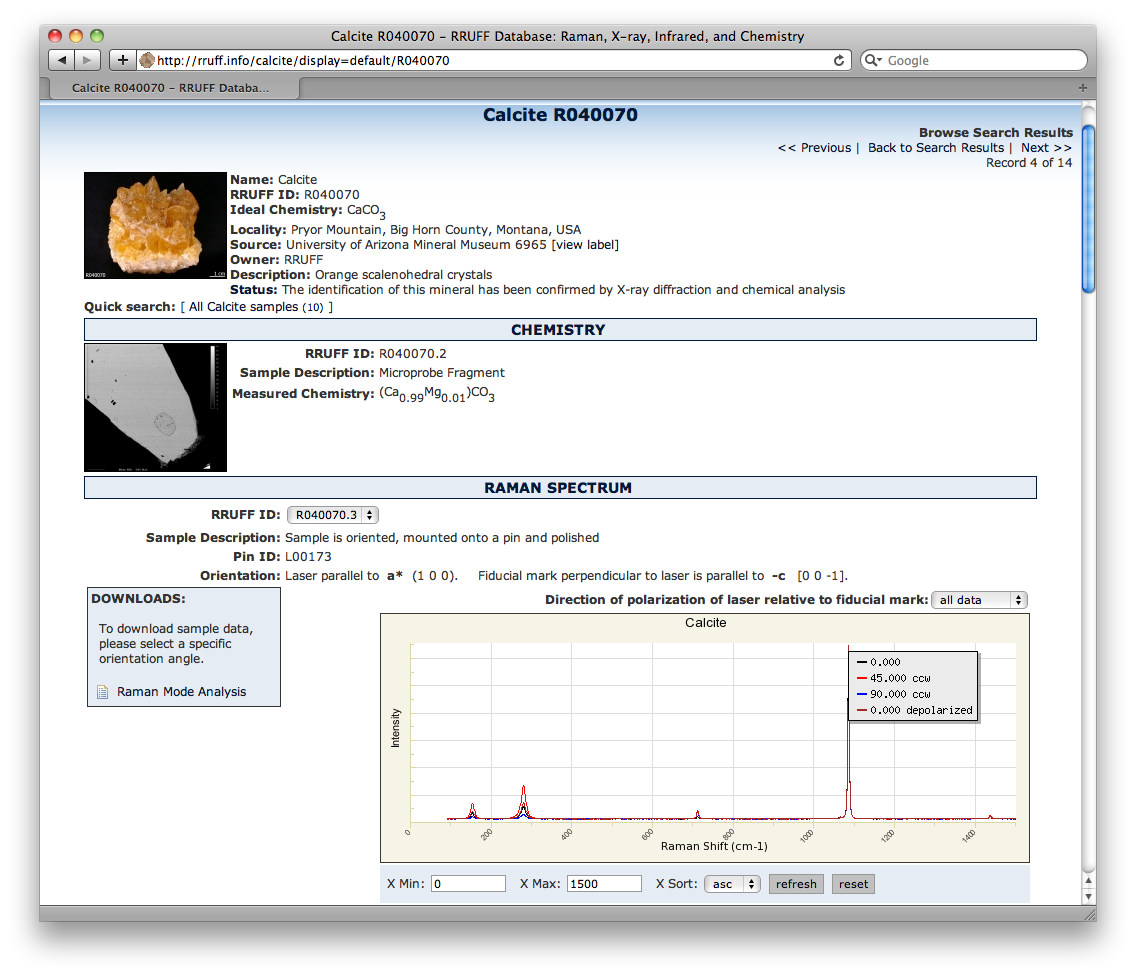 Calcite R040070 – RRUFF Database: Raman, X-ray, Infrared, and Chemistry
http://rruff.info/calcite/display=default/R040070
Google
Calcite R040070 – RRUFF Databa...
Calcite R040070
Browse Search Results
<< Previous | Back to Search Results | Next >>
Record 4 of 14
Name: Calcite
RRUFF ID: R040070
Ideal Chemistry: CaCO3
Locality: Pryor Mountain, Big Horn County, Montana, USA
Source: University of Arizona Mineral Museum 6965 [view label]
Owner: RRUFF
Description: Orange scalenohedral crystals
Status: The identification of this mineral has been confirmed by X-ray diffraction and chemical analysis
R040070
1 cm
Quick search: [ All Calcite samples (10) ]
CHEMISTRY
RRUFF ID: R040070.2
Sample Description: Microprobe Fragment
Measured Chemistry: (Ca0.99Mg0.01)CO3
RAMAN SPECTRUM
RRUFF ID: R040070.3
Sample Description: Sample is oriented, mounted onto a pin and polished
Pin ID: L00173
Orientation: Laser parallel to a* (1 0 0). Fiducial mark perpendicular to laser is parallel to -c [0 0 -1].
DOWNLOADS:
To download sample data,
please select a specific
orientation angle.
Raman Mode Analysis
Direction of polarization of laser relative to fiducial mark: all data
Calcite
0.000
45.000 ccw
90.000 ccw
0.000 depolarized
Intensity
0 200 400 600 800 1000 1200 1400
Raman Shift (cm-1)
X Min: 0 X Max: 1500 X Sort: asc refresh reset